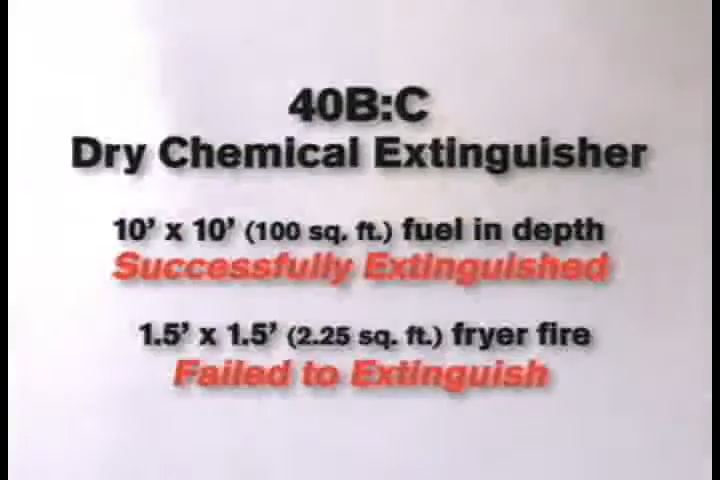 40B:C
Dry Chemical Extinguisher
10’ x 10’ (100 sq. ft.) fuel in depth
Successfully Extinguished
1.5’ x 1.5’ (2.25 sq. ft.) fryer fire
Failed to Extinguish